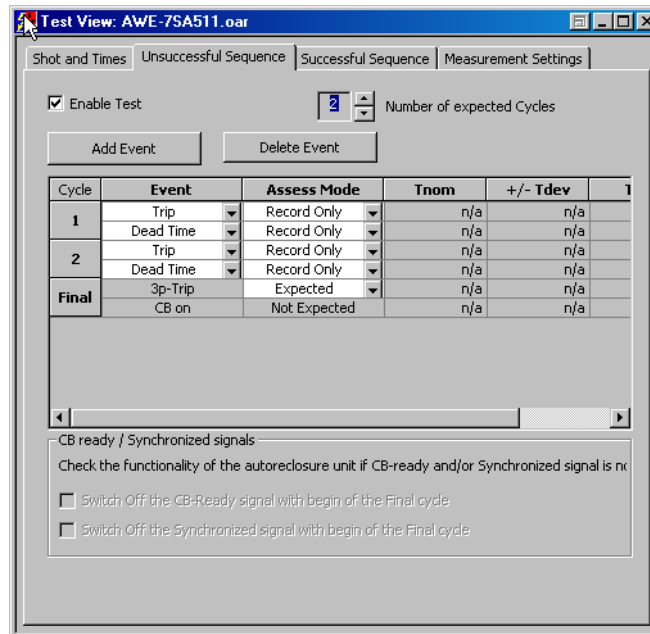 Test View: AWE-7SA511.oar
Shot and Times Unsuccessful Sequence Successful Sequence Measurement Settings
Enable Test 2 Number of expected Cycles
Add Event Delete Event
Cycle Event Assess Mode Tnom +/- Tdev T
1 Trip Record Only n/a n/a
Dead Time Record Only n/a n/a
2 Trip Record Only n/a n/a
Dead Time Record Only n/a n/a
Final 3p-Trip Expected n/a n/a
CB on Not Expected n/a n/a
CB ready / Synchronized signals
Check the functionality of the autoreclosure unit if CB-ready and/or Synchronized signal is
Switch Off the CB-Ready signal with begin of the Final cycle
Switch Off the Synchronized signal with begin of the Final cycle